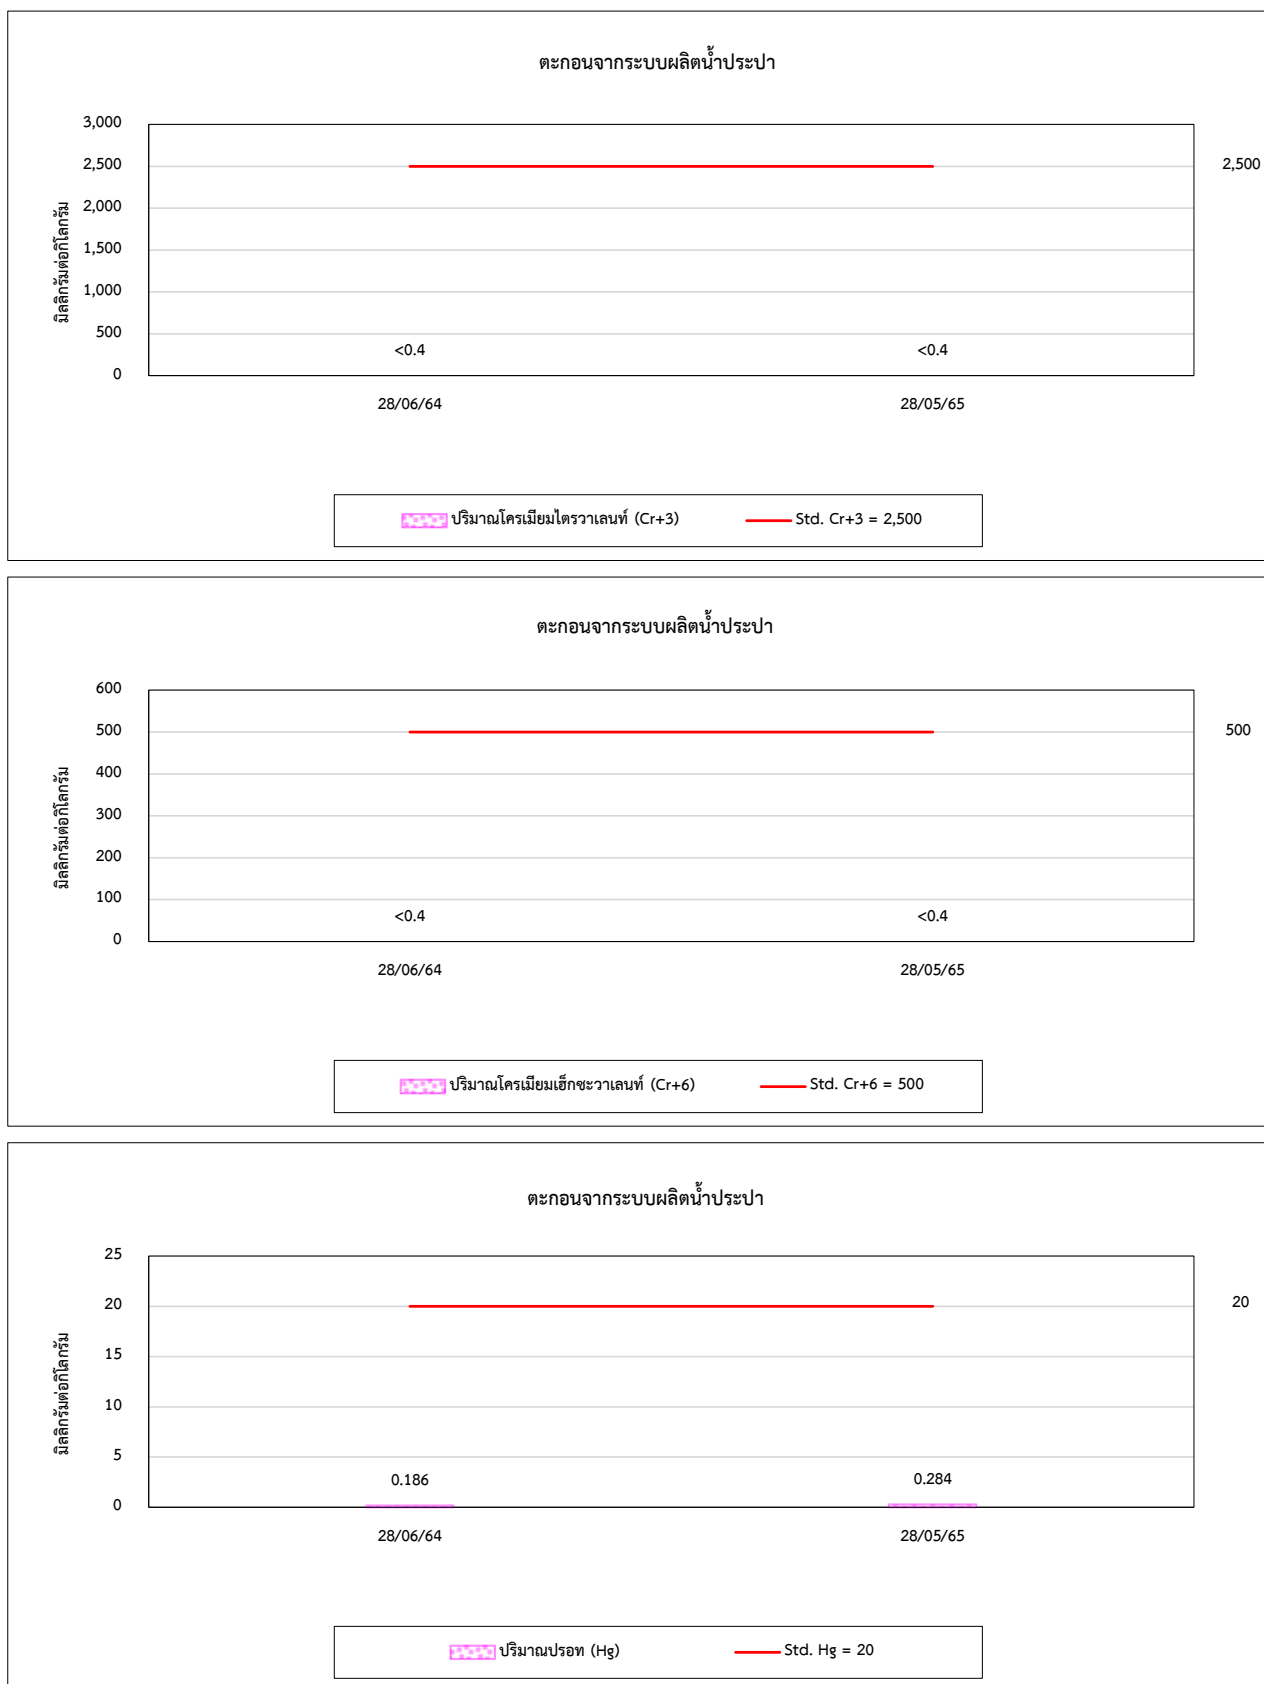 ตะกอนจากระบบผลิตน้ำประปา
3,000
2,500
2,500
2,000
1,500
1,000
500
0
มิลลิกรัมต่อกิโลกรัม
<0.4
<0.4
28/06/64
28/05/65
ปริมาณโครเมียมไตรวาเลนท์ (Cr+3)
Std. Cr+3 = 2,500
ตะกอนจากระบบผลิตน้ำประปา
600
500
500
400
300
200
100
0
มิลลิกรัมต่อกิโลกรัม
<0.4
<0.4
28/06/64
28/05/65
ปริมาณโครเมียมเฮ็กซะวาเลนท์ (Cr+6)
Std. Cr+6 = 500
ตะกอนจากระบบผลิตน้ำประปา
25
20
20
15
10
5
0
มิลลิกรัมต่อกิโลกรัม
0.186
0.284
28/06/64
28/05/65
ปริมาณปรอท (Hg)
Std. Hg = 20